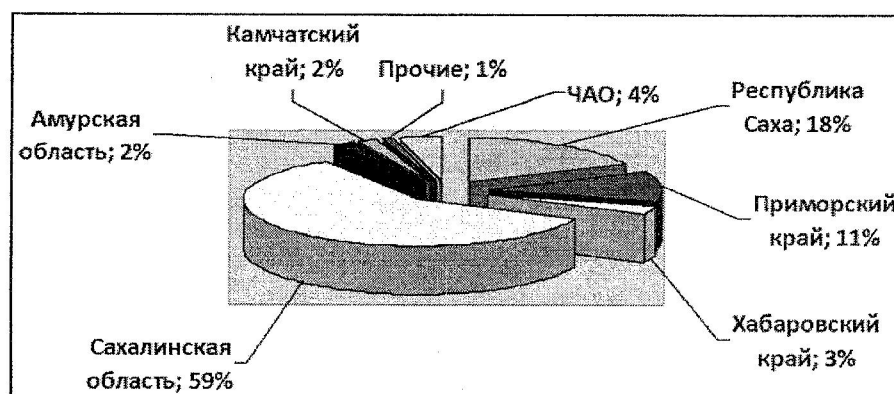 Камчатский
край; 2%
Прочие; 1%
ЧАО; 4%
Республика
Саха; 18%
Амурская
область; 2%
Приморский
край; 11%
Хабаровский
край; 3%
Сахалинская
область; 59%